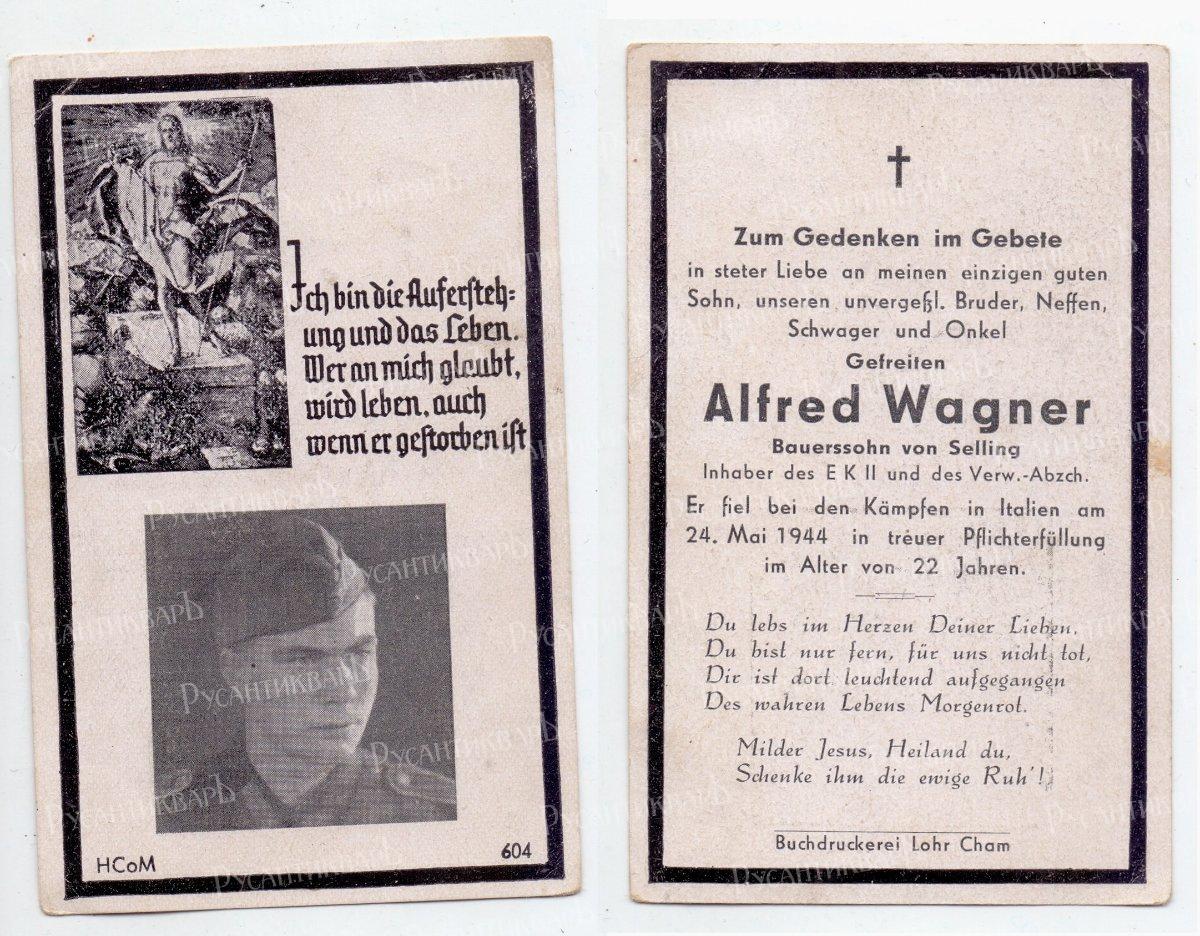 Ich bin die Aufersteh=
ung und das Leben.
Wer an mich glaubt,
wird leben, auch
wenn er gestorben ist
HCoM
604
Zum Gedenken im Gebete
in steter Liebe an meinen einzigen guten
Sohn, unseren unvergeßl. Bruder, Neffen,
Schwager und Onkel
Gefreiten
Alfred Wagner
Bauerssohn von Selling
Inhaber des E K II und des Verw.-Abzch.
Er fiel bei den Kämpfen in Italien am
24. Mai 1944 in treuer Pflichterfüllung
im Alter von 22 Jahren.
Du lebs im Herzen Deiner Lieben,
Du bist nur fern, für uns nicht tot,
Dir ist dort leuchtend aufgegangen
Des wahren Lebens Morgenrot.
Milder Jesus, Heiland du,
Schenke ihm die ewige Ruh'!
Buchdruckerei Lohr Cham
РусантикварЪ